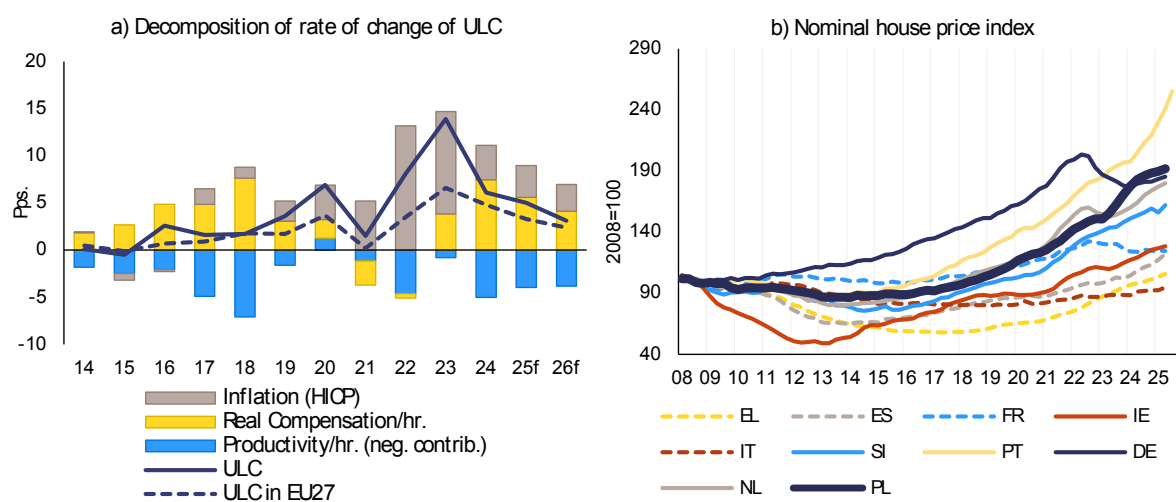 a) Decomposition of rate of change of ULC
20
15
10
5
0
-5
-10
Pps.
14 15 16 17 18 19 20 21 22 23 24 25f 26f
Inflation (HICP)
Real Compensation/hr.
Productivity/hr. (neg. contrib.)
ULC
ULC in EU27
b) Nominal house price index
290
240
190
140
90
40
2008=100
08 09 10 11 12 13 14 15 16 17 18 19 20 21 22 23 24 25
EL ES FR IE
IT SI PT DE
NL PL